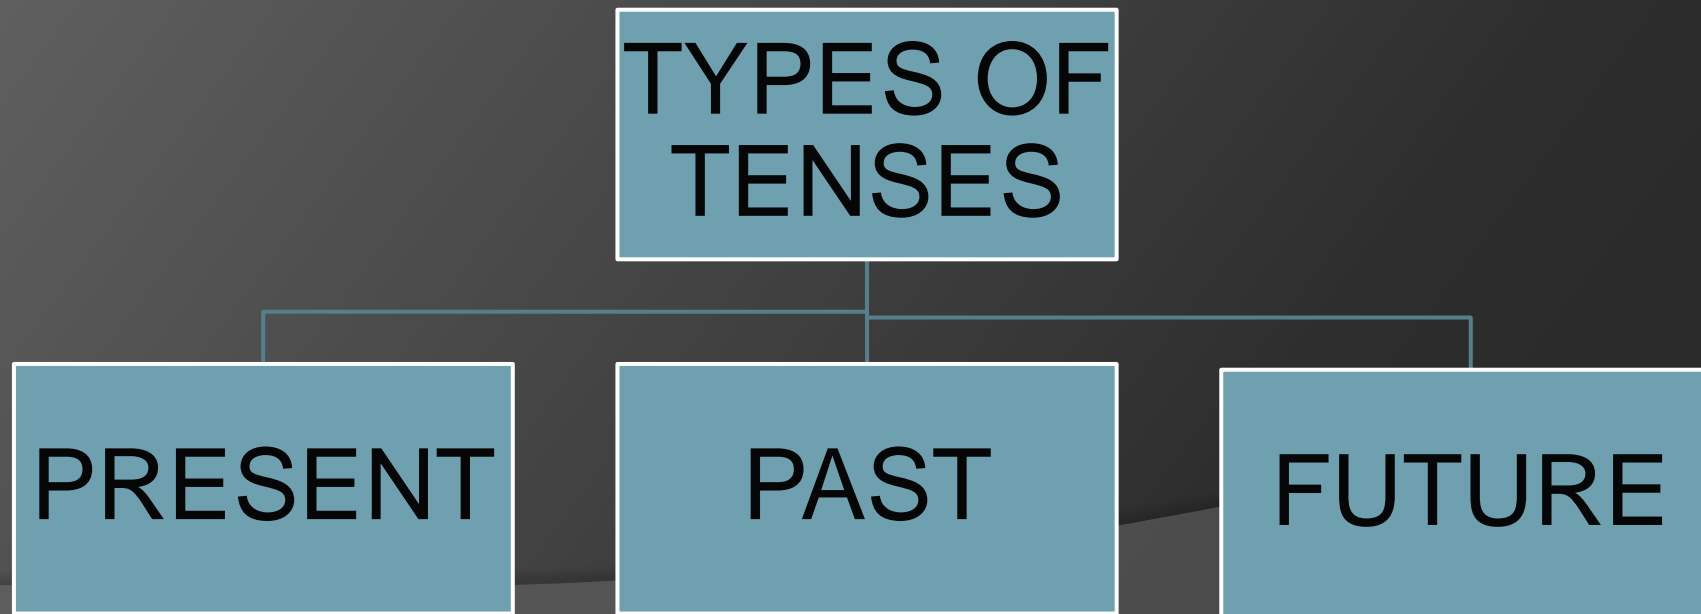 TYPES OF
TENSES
PRESENT
PAST
FUTURE